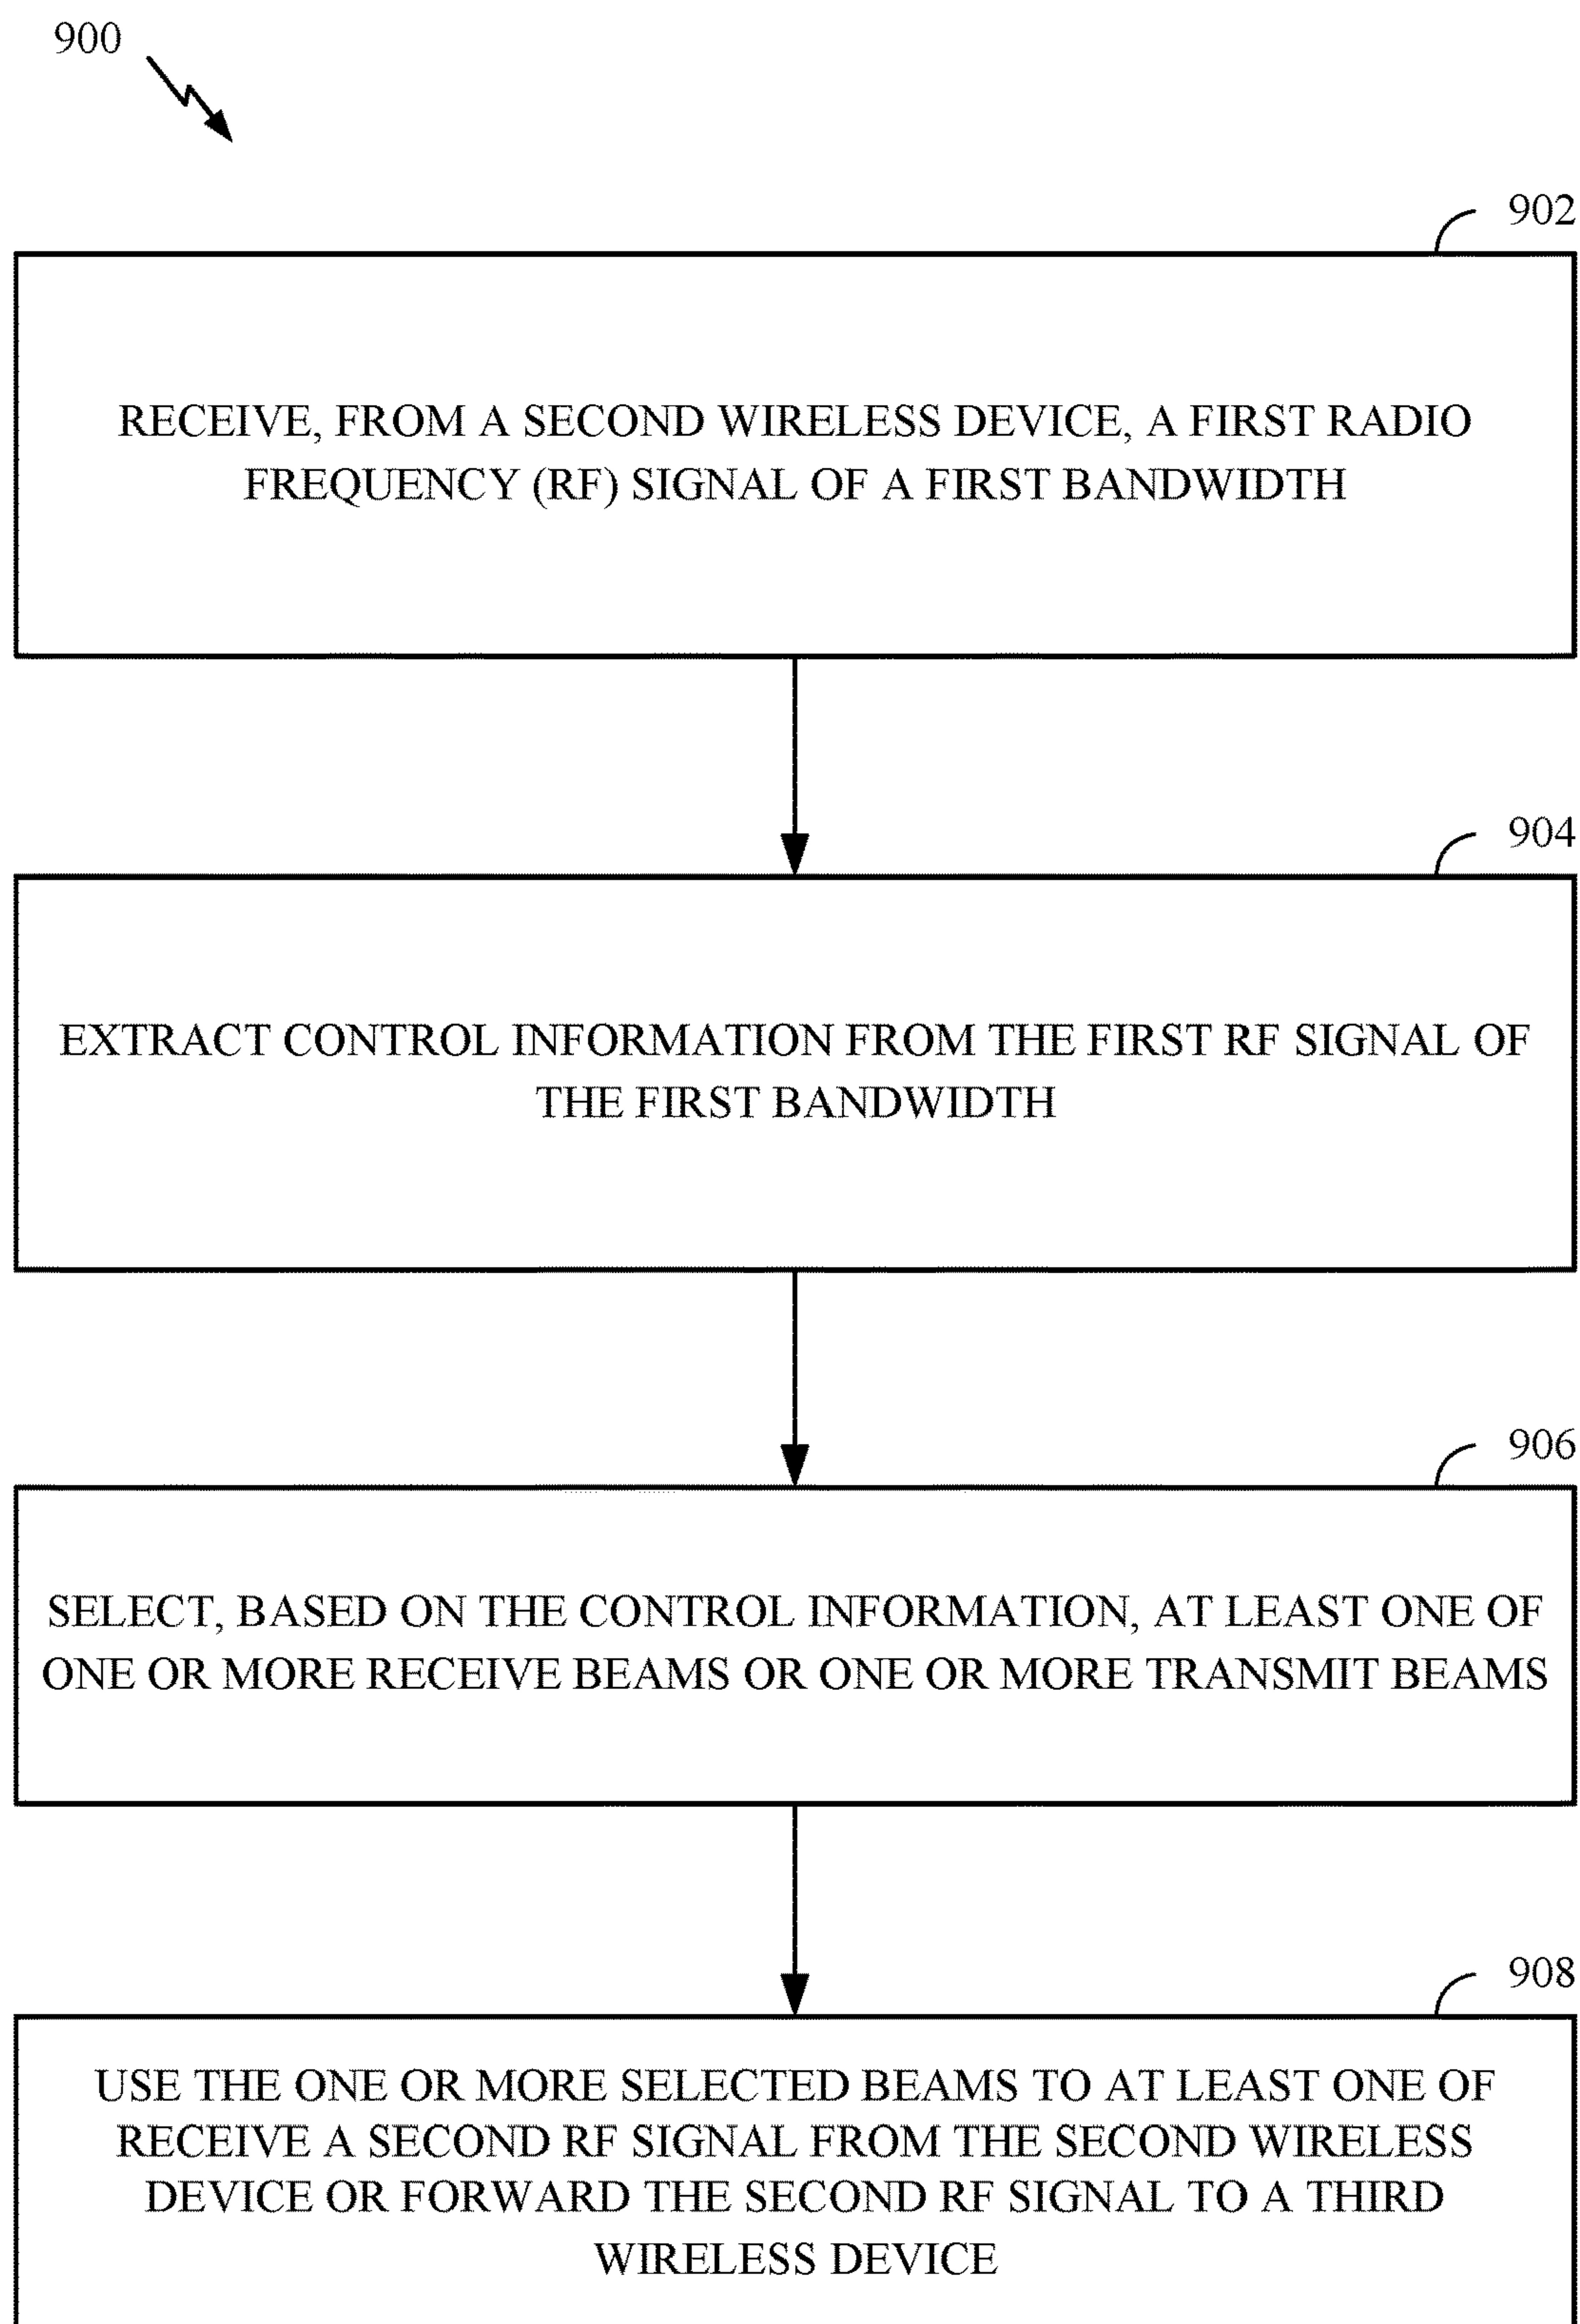 900
902
RECEIVE, FROM A SECOND WIRELESS DEVICE, A FIRST RADIO
FREQUENCY (RF) SIGNAL OF A FIRST BANDWIDTH
904
EXTRACT CONTROL INFORMATION FROM THE FIRST RF SIGNAL OF
THE FIRST BANDWIDTH
906
SELECT, BASED ON THE CONTROL INFORMATION, AT LEAST ONE OF
ONE OR MORE RECEIVE BEAMS OR ONE OR MORE TRANSMIT BEAMS
908
USE THE ONE OR MORE SELECTED BEAMS TO AT LEAST ONE OF
RECEIVE A SECOND RF SIGNAL FROM THE SECOND WIRELESS
DEVICE OR FORWARD THE SECOND RF SIGNAL TO A THIRD
WIRELESS DEVICE